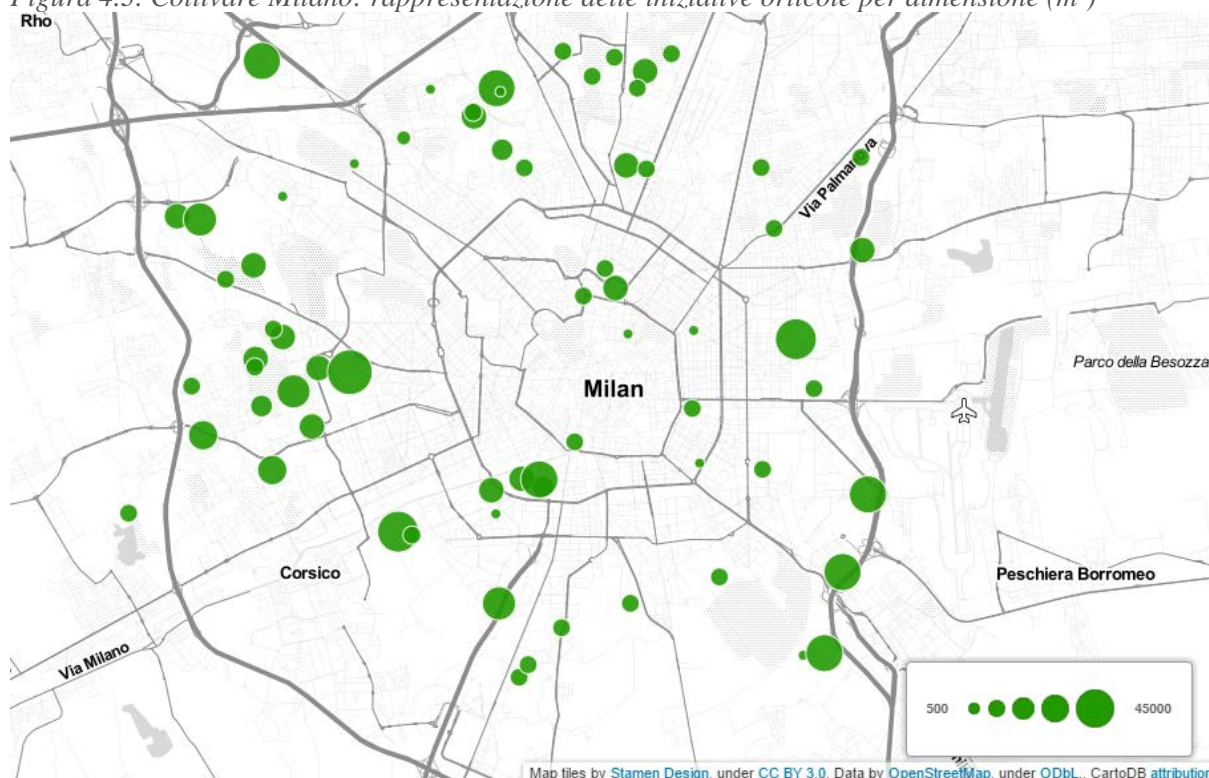 Figura 4.3. Coltivare Milano: rappresentazione delle iniziative orticole per dimensione (m²)
Rho
Via Palmanova
Parco della Besozza
Milan
Corsico
Peschiera Borromeo
Via Milano
500 45000
Map tiles by Stamen Design, under CC BY 3.0. Data by OpenStreetMap, under ODbL., CartoDB attribution